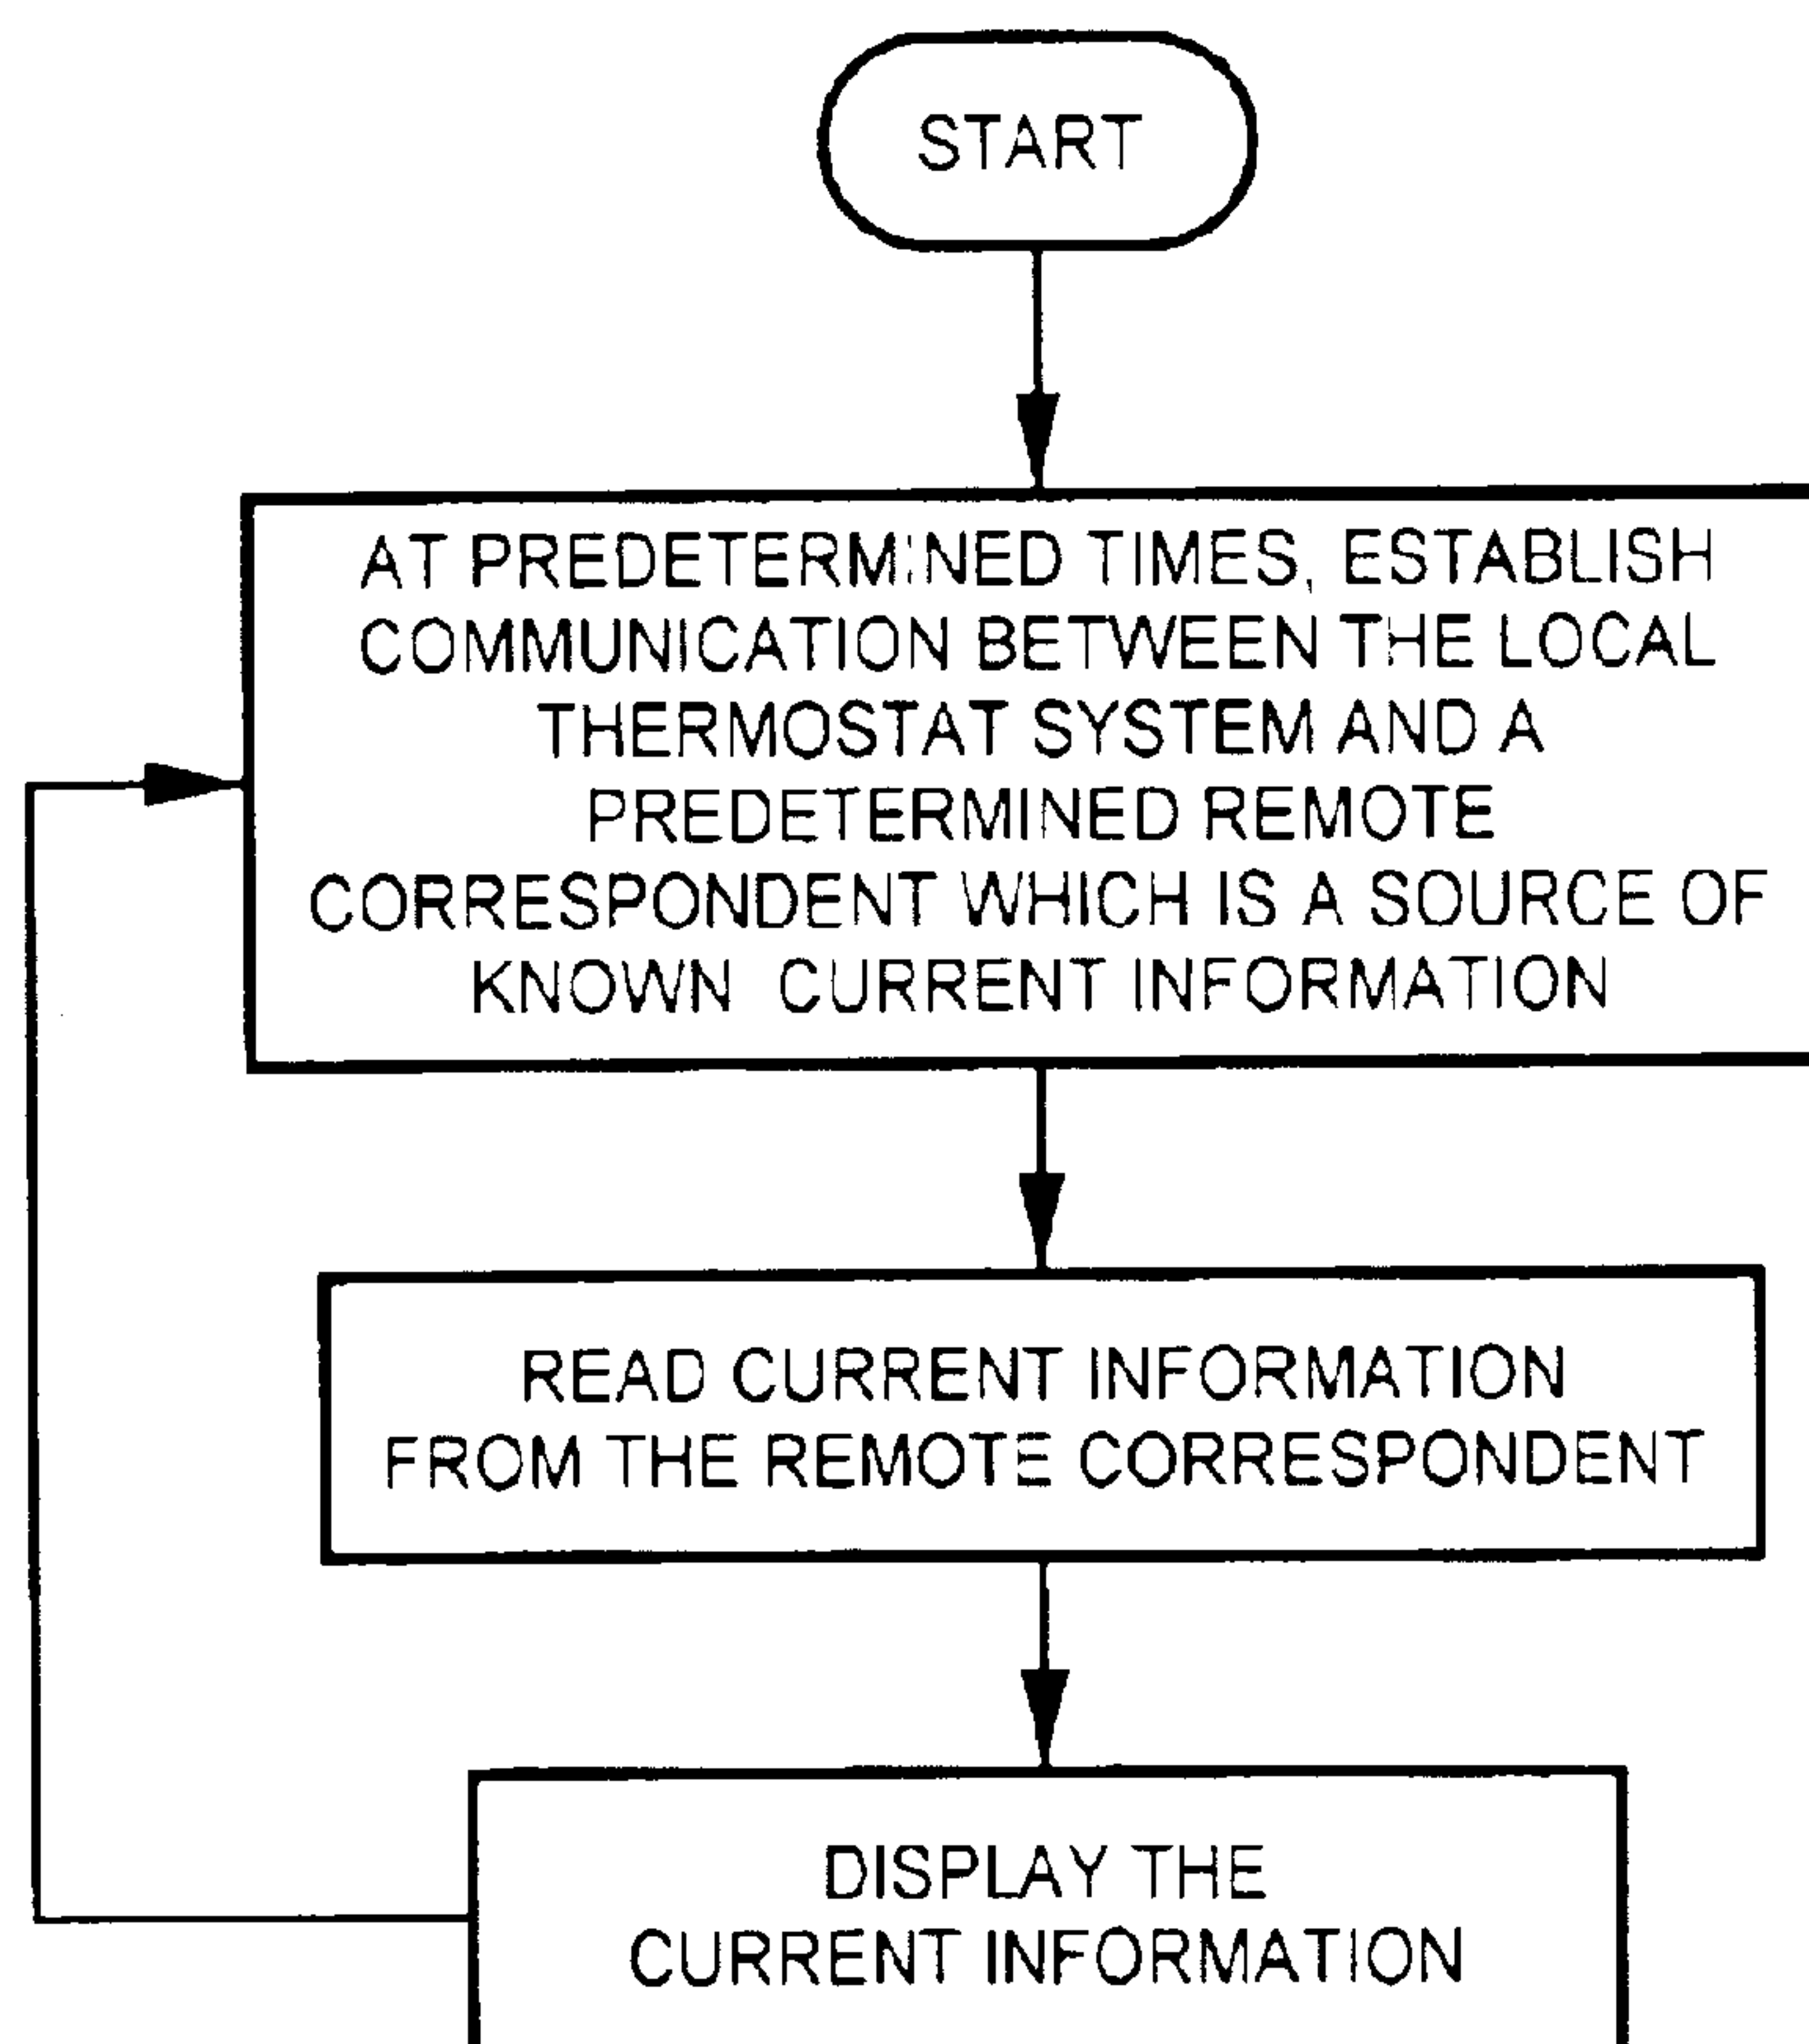 START
AT PREDETERMINED TIMES, ESTABLISH
COMMUNICATION BETWEEN THE LOCAL
THERMOSTAT SYSTEM AND A
PREDETERMINED REMOTE
CORRESPONDENT WHICH IS A SOURCE OF
KNOWN CURRENT INFORMATION
READ CURRENT INFORMATION
FROM THE REMOTE CORRESPONDENT
DISPLAY THE
CURRENT INFORMATION